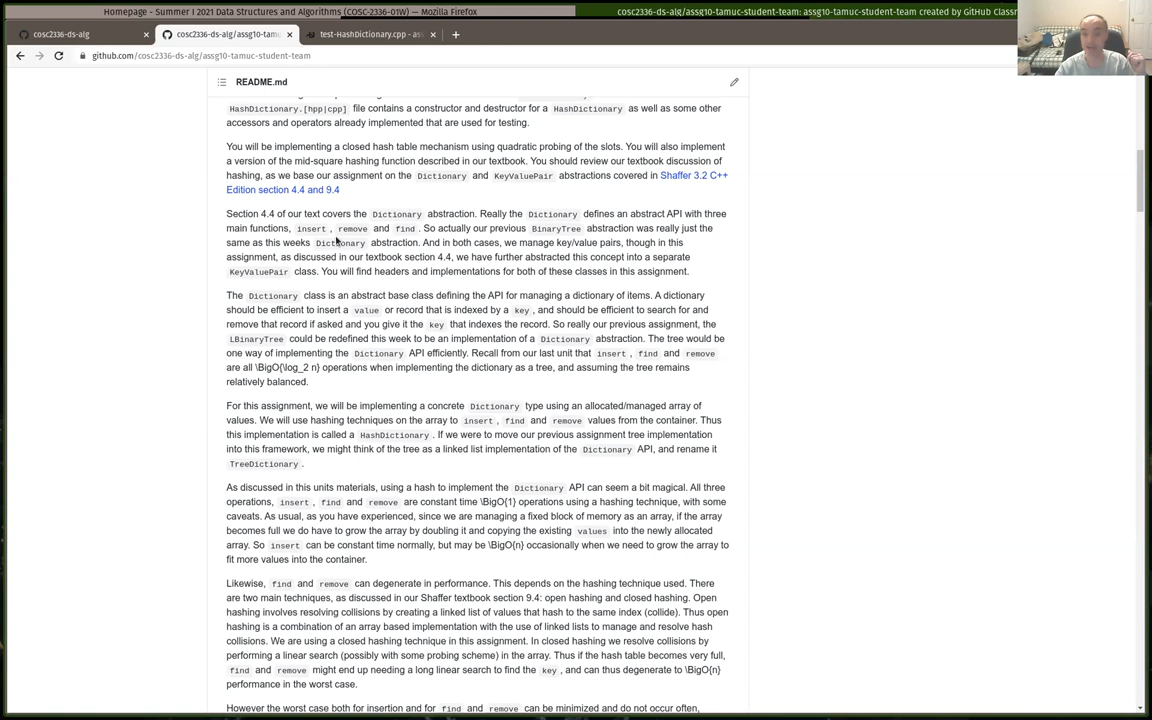 Homepage - Summer I 2021 Data Structures and Algorithms (COSC-2336-01W) — Mozilla Firefox
cosc2336-ds-alg/assg10-tamuc-student-team: assg10-tamuc-student-team created by GitHub Classr
cosc2336-ds-alg
cosc2336-ds-alg/assg10-tamu
test-HashDictionary.cpp - as
github.com/cosc2336-ds-alg/assg10-tamuc-student-team
README.md
HashDictionary.[hpp|cpp] file contains a constructor and destructor for a HashDictionary as well as some other
accessors and operators already implemented that are used for testing.
You will be implementing a closed hash table mechanism using quadratic probing of the slots. You will also implement
a version of the mid-square hashing function described in our textbook. You should review our textbook discussion of
hashing, as we base our assignment on the Dictionary and KeyValuePair abstractions covered in Shaffer 3.2 C++
Edition section 4.4 and 9.4
Section 4.4 of our text covers the Dictionary abstraction. Really the Dictionary defines an abstract API with three
main functions, insert , remove and find . So actually our previous BinaryTree abstraction was really just the
same as this weeks Dictionary abstraction. And in both cases, we manage key/value pairs, though in this
assignment, as discussed in our textbook section 4.4, we have further abstracted this concept into a separate
KeyValuePair class. You will find headers and implementations for both of these classes in this assignment.
The Dictionary class is an abstract base class defining the API for managing a dictionary of items. A dictionary
should be efficient to insert a value or record that is indexed by a key , and should be efficient to search for and
remove that record if asked and you give it the key that indexes the record. So really our previous assignment, the
LBinaryTree could be redefined this week to be an implementation of a Dictionary abstraction. The tree would be
one way of implementing the Dictionary API efficiently. Recall from our last unit that insert , find and remove
are all \BigO{\log_2 n} operations when implementing the dictionary as a tree, and assuming the tree remains
relatively balanced.
For this assignment, we will be implementing a concrete Dictionary type using an allocated/managed array of
values. We will use hashing techniques on the array to insert , find and remove values from the container. Thus
this implementation is called a HashDictionary . If we were to move our previous assignment tree implementation
into this framework, we might think of the tree as a linked list implementation of the Dictionary API, and rename it
TreeDictionary .
As discussed in this units materials, using a hash to implement the Dictionary API can seem a bit magical. All three
operations, insert , find and remove are constant time \BigO{1} operations using a hashing technique, with some
caveats. As usual, as you have experienced, since we are managing a fixed block of memory as an array, if the array
becomes full we do have to grow the array by doubling it and copying the existing values into the newly allocated
array. So insert can be constant time normally, but may be \BigO{n} occasionally when we need to grow the array to
fit more values into the container.
Likewise, find and remove can degenerate in performance. This depends on the hashing technique used. There
are two main techniques, as discussed in our Shaffer textbook section 9.4: open hashing and closed hashing. Open
hashing involves resolving collisions by creating a linked list of values that hash to the same index (collide). Thus open
hashing is a combination of an array based implementation with the use of linked lists to manage and resolve hash
collisions. We are using a closed hashing technique in this assignment. In closed hashing we resolve collisions by
performing a linear search (possibly with some probing scheme) in the array. Thus if the hash table becomes very full,
find and remove might end up needing a long linear search to find the key , and can thus degenerate to \BigO{n}
performance in the worst case.
However the worst case both for insertion and for find and remove can be minimized and do not occur often,